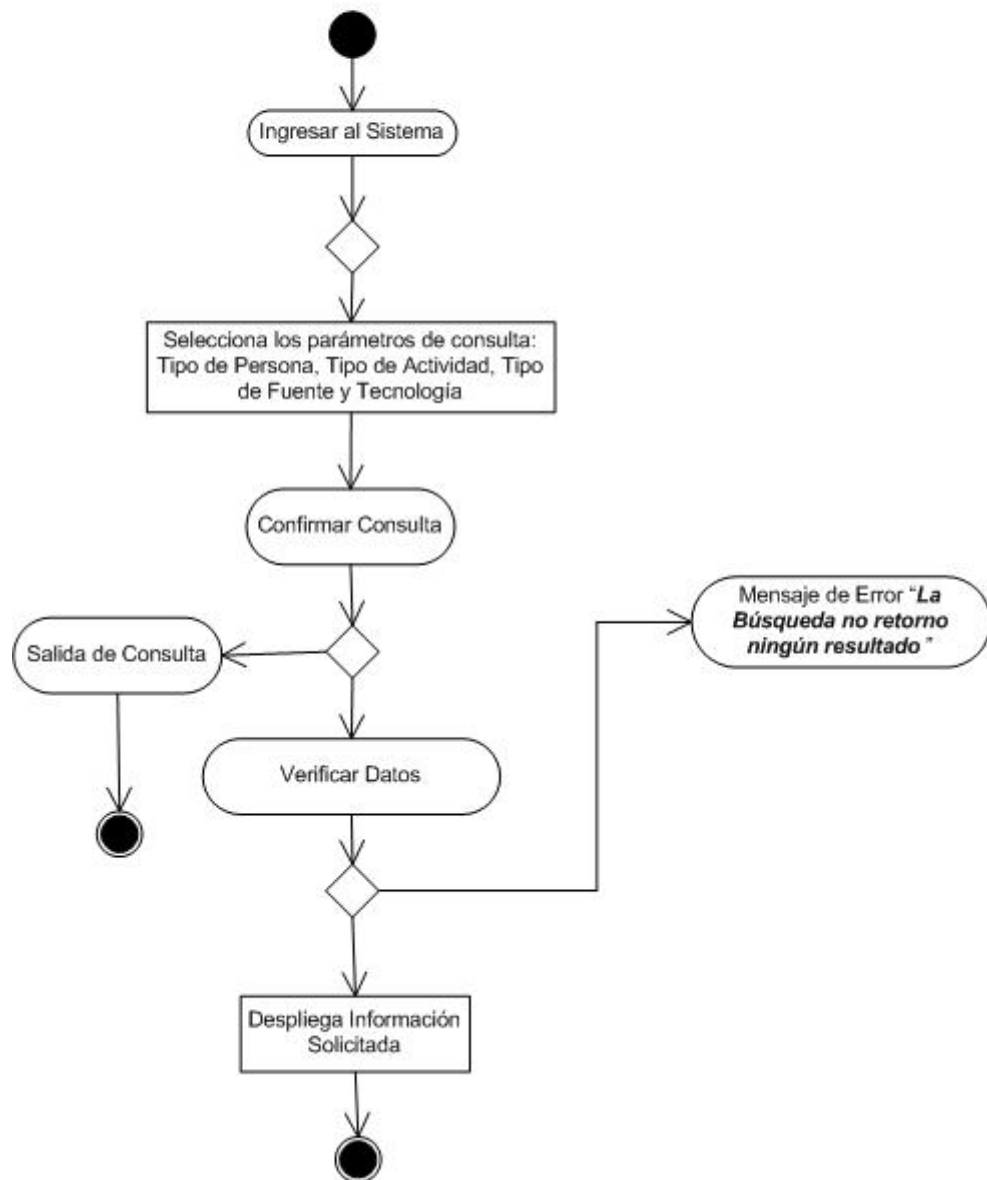 Ingresar al Sistema
Selecciona los parámetros de consulta:
Tipo de Persona, Tipo de Actividad, Tipo
de Fuente y Tecnología
Confirmar Consulta
Mensaje de Error “La
Búsqueda no retorno
ningún resultado”
Salida de Consulta
Verificar Datos
Despliega Información
Solicitada